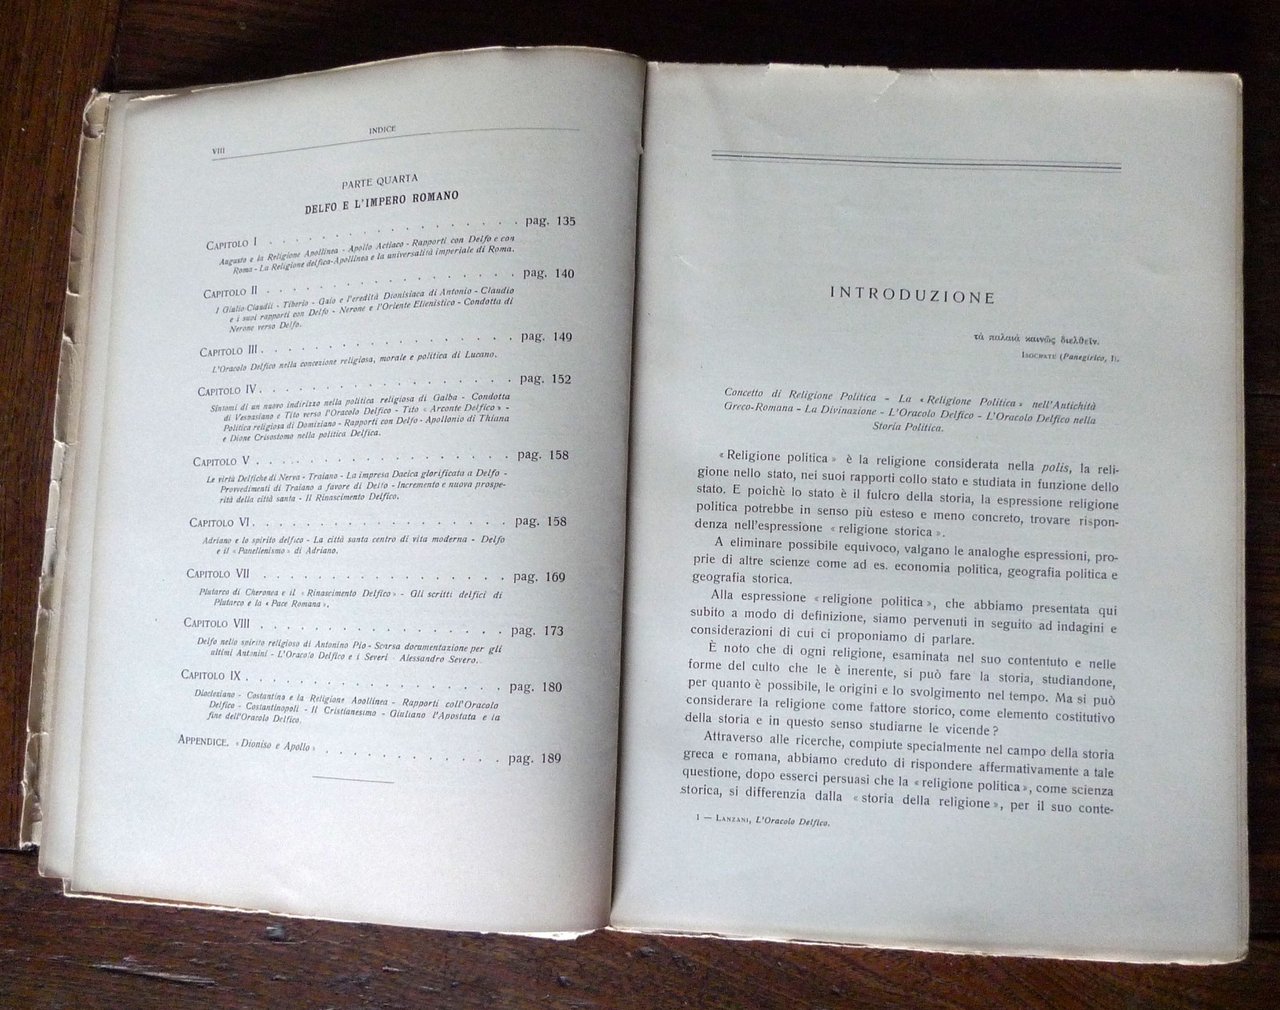 VIII
INDICE
PARTE QUARTA
DELFO E L'IMPERO ROMANO
CAPITOLO I . . . . . . . . . . . . . . . . . . pag. 135
Augusto e la Religione Apollinea - Apollo Actiaco - Rapporti con Delfo e con
Roma - La Religione delfica-Apollinea e la universalità imperiale di Roma.
CAPITOLO II . . . . . . . . . . . . . . . . . . pag. 140
I Giulio-Claudii - Tiberio - Gaio e l'eredità Dionisiaca di Antonio - Claudio
e i suoi rapporti con Delfo - Nerone e l'Oriente Elienistico - Condotta di
Nerone verso Delfo.
CAPITOLO III . . . . . . . . . . . . . . . . . . pag. 149
L'Oracolo Delfico nella concezione religiosa, morale e politica di Lucano.
CAPITOLO IV . . . . . . . . . . . . . . . . . . pag. 152
Sintomi di un nuovo indirizzo nella politica religiosa di Galba - Condotta
di Vespasiano e Tito verso l'Oracolo Delfico - Tito « Arconte Delfico » -
Politica religiosa di Domiziano - Rapporti con Delfo - Apollonio di Thiana
e Dione Crisostomo nella politica Delfica.
CAPITOLO V . . . . . . . . . . . . . . . . . . pag. 158
Le virtù Delfiche di Nerva - Traiano - La impresa Dacica glorificata a Delfo -
Provvedimenti di Traiano a favore di Delfo - Incremento e nuova prospe-
rità della città santa - Il Rinascimento Delfico.
CAPITOLO VI . . . . . . . . . . . . . . . . . . pag. 158
Adriano e lo spirito delfico - La città santa centro di vita moderna - Delfo
e il « Panellenismo » di Adriano.
CAPITOLO VII . . . . . . . . . . . . . . . . . . pag. 169
Plutarco di Cheronea e il « Rinascimento Delfico » - Gli scritti delfici di
Plutarco e la « Pace Romana ».
CAPITOLO VIII . . . . . . . . . . . . . . . . . . pag. 173
Delfo nello spirito religioso di Antonino Pio - Scarsa documentazione per gli
ultimi Antonini - L'Oracolo Delfico e i Severi - Alessandro Severo.
CAPITOLO IX . . . . . . . . . . . . . . . . . . pag. 180
Diocleziano - Costantino e la Religione Apollinea - Rapporti coll'Oracolo
Delfico - Costantinopoli - Il Cristianesimo - Giuliano l'Apostata e la
fine dell'Oracolo Delfico.
APPENDICE. « Dioniso e Apollo » . . . . . . . . . . . . pag. 189
INTRODUZIONE
τὰ παλαιὰ καινῶς διελθεῖν.
ISOCRATE (Panegirico, I).
Concetto di Religione Politica - La « Religione Politica » nell'Antichità
Greco-Romana - La Divinazione - L'Oracolo Delfico - L'Oracolo Delfico nella
Storia Politica.
« Religione politica » è la religione considerata nella polis, la reli-
gione nello stato, nei suoi rapporti collo stato e studiata in funzione dello
stato. E poichè lo stato è il fulcro della storia, la espressione religione
politica potrebbe in senso più esteso e meno concreto, trovare rispon-
denza nell'espressione « religione storica ».
A eliminare possibile equivoco, valgano le analoghe espressioni, pro-
prie di altre scienze come ad es. economia politica, geografia politica e
geografia storica.
Alla espressione « religione politica », che abbiamo presentata qui
subito a modo di definizione, siamo pervenuti in seguito ad indagini e
considerazioni di cui ci proponiamo di parlare.
È noto che di ogni religione, esaminata nel suo contentuto e nelle
forme del culto che le è inerente, si può fare la storia, studiandone,
per quanto è possibile, le origini e lo svolgimento nel tempo. Ma si può
considerare la religione come fattore storico, come elemento costitutivo
della storia e in questo senso studiarne le vicende?
Attraverso alle ricerche, compiute specialmente nel campo della storia
greca e romana, abbiamo creduto di rispondere affermativamente a tale
questione, dopo esserci persuasi che la « religione politica », come scienza
storica, si differenzia dalla « storia della religione », per il suo conte-
1 — LANZANI, L'Oracolo Delfico.